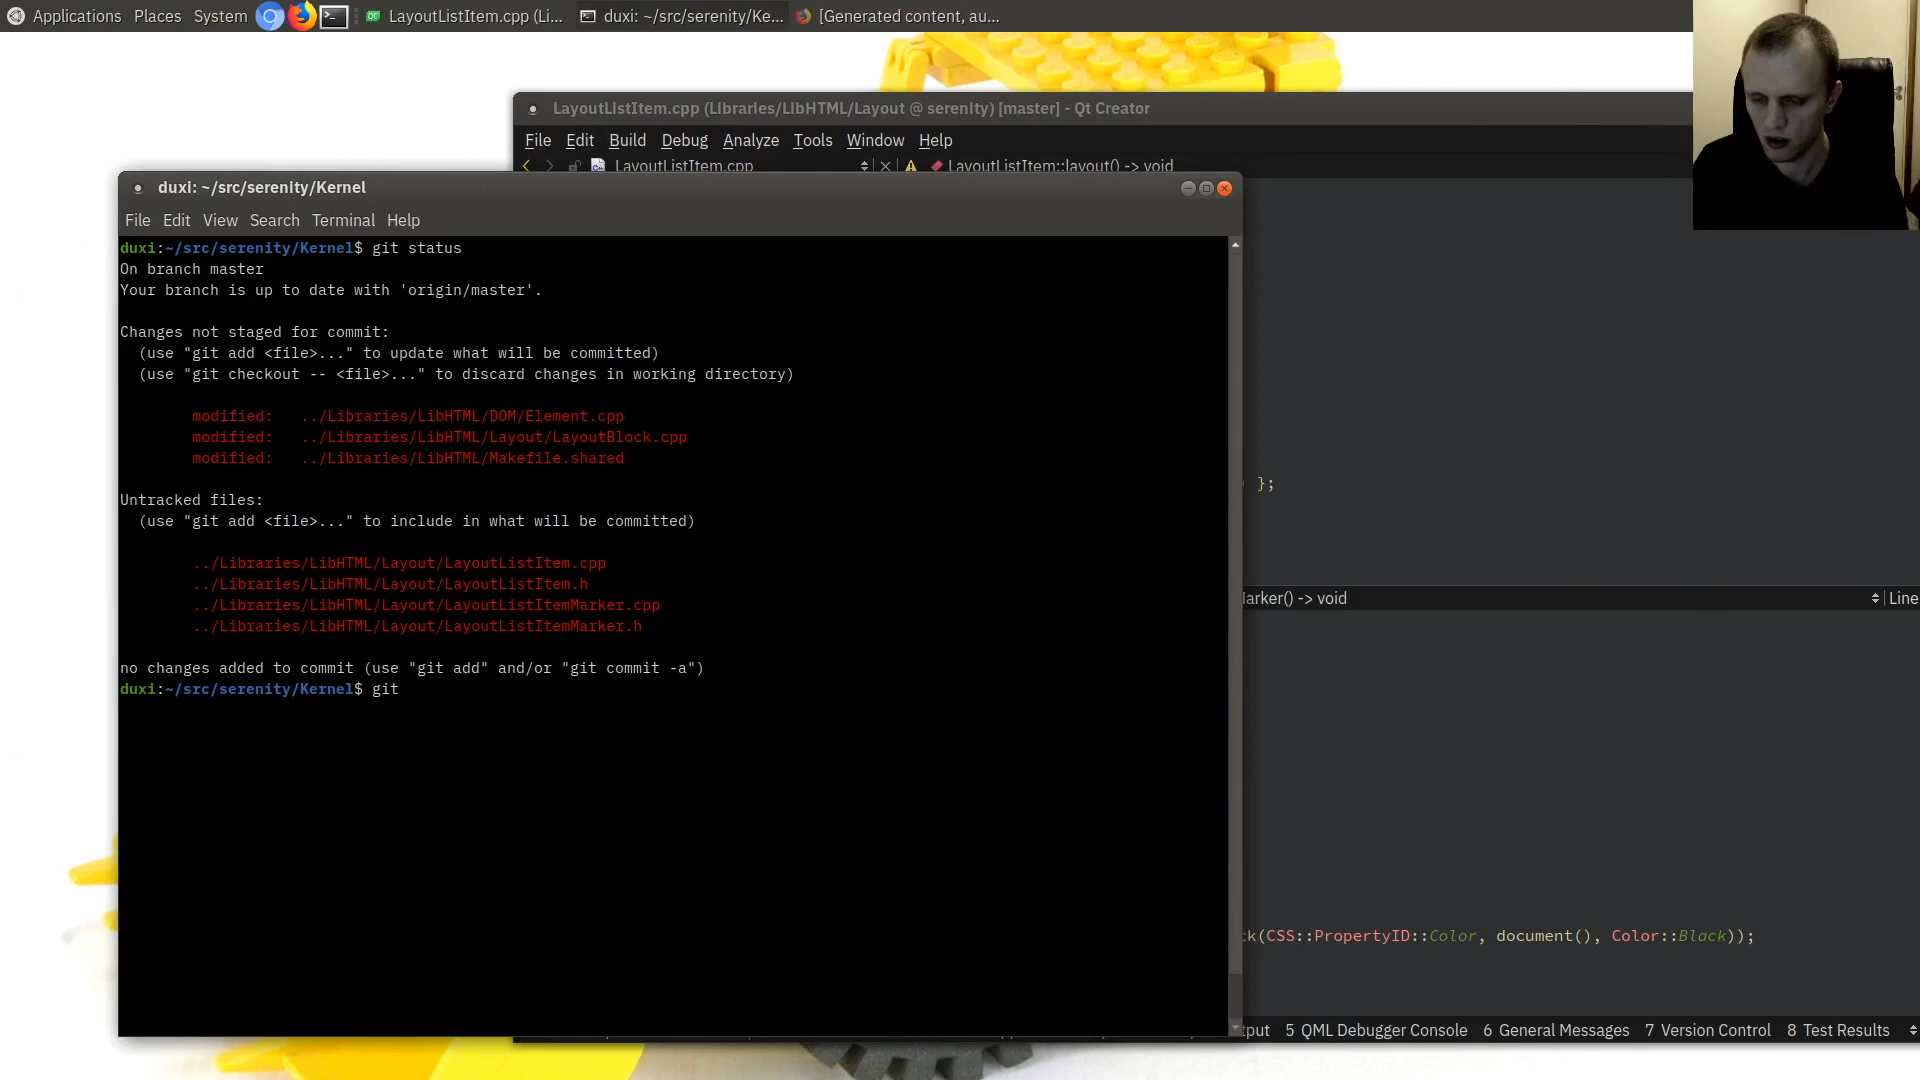 Applications Places System LayoutListItem.cpp (Li... duxi: ~/src/serenity/Ke... [Generated content, au...
LayoutListItem.cpp (Libraries/LibHTML/Layout @ serenity) [master] - Qt Creator
File Edit Build Debug Analyze Tools Window Help
LayoutListItem.cpp LayoutListItem::layout() -> void
duxi: ~/src/serenity/Kernel
File Edit View Search Terminal Help
duxi:~/src/serenity/Kernel$ git status
On branch master
Your branch is up to date with 'origin/master'.
Changes not staged for commit:
(use "git add <file>..." to update what will be committed)
(use "git checkout -- <file>..." to discard changes in working directory)
modified: ../Libraries/LibHTML/DOM/Element.cpp
modified: ../Libraries/LibHTML/Layout/LayoutBlock.cpp
modified: ../Libraries/LibHTML/Makefile.shared
Untracked files:
(use "git add <file>..." to include in what will be committed)
../Libraries/LibHTML/Layout/LayoutListItem.cpp
../Libraries/LibHTML/Layout/LayoutListItem.h
../Libraries/LibHTML/Layout/LayoutListItemMarker.cpp
../Libraries/LibHTML/Layout/LayoutListItemMarker.h
no changes added to commit (use "git add" and/or "git commit -a")
duxi:~/src/serenity/Kernel$ git
};
arker() -> void Line
ck(CSS::PropertyID::Color, document(), Color::Black));
tput 5 QML Debugger Console 6 General Messages 7 Version Control 8 Test Results